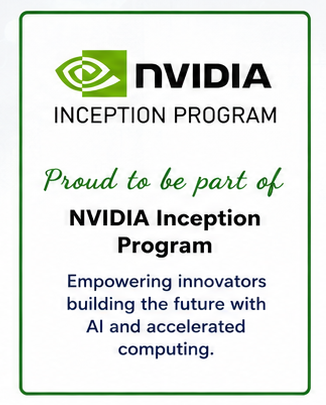 NVIDIA
INCEPTION PROGRAM
Proud to be part of
NVIDIA Inception
Program
Empowering innovators
building the future with
AI and accelerated
computing.